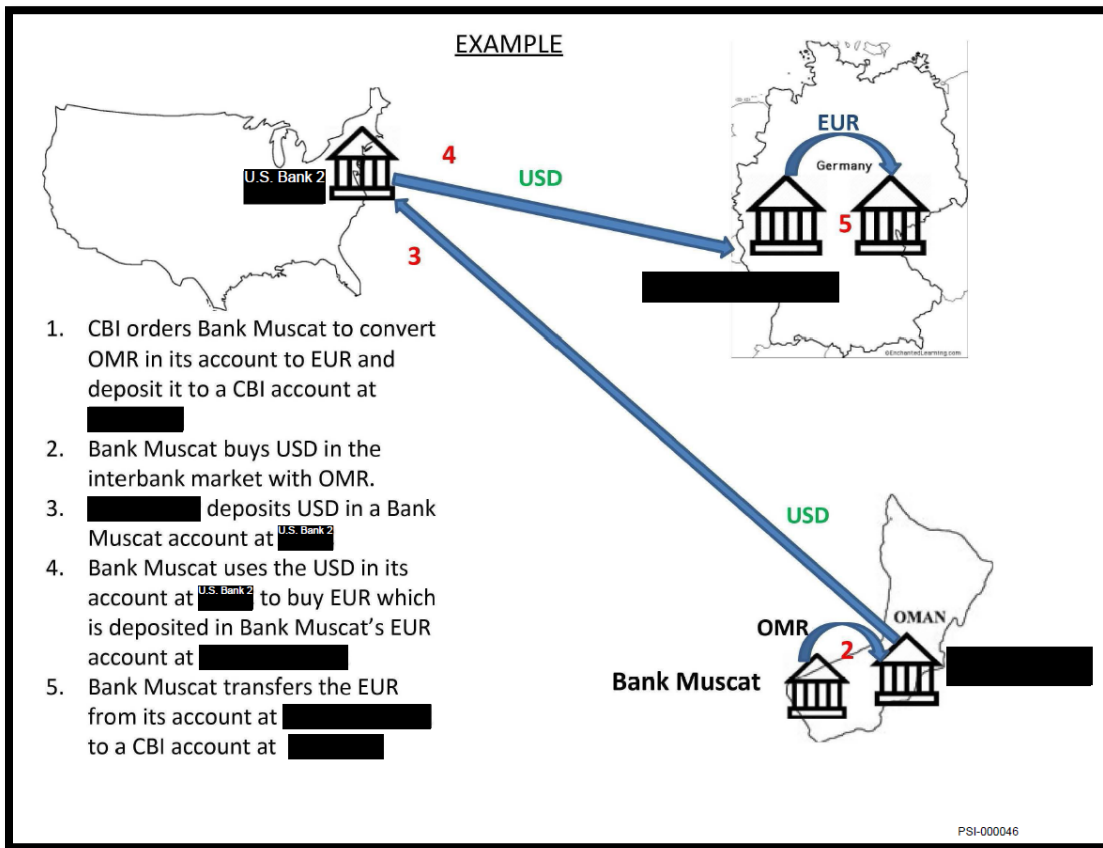 EXAMPLE
EUR
4
Germany
U.S. Bank 2
USD
5
3
©EnchantedLearning.com
1. CBI orders Bank Muscat to convert
OMR in its account to EUR and
deposit it to a CBI account at
2. Bank Muscat buys USD in the
interbank market with OMR.
3. deposits USD in a Bank
Muscat account at U.S. Bank 2
4. Bank Muscat uses the USD in its
account at U.S. Bank 2 to buy EUR which
is deposited in Bank Muscat's EUR
account at
5. Bank Muscat transfers the EUR
from its account at
to a CBI account at
USD
OMAN
OMR
2
Bank Muscat
PSI-000046